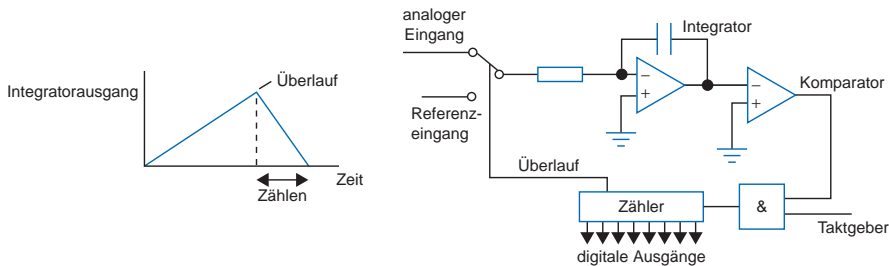 Integratorausgang
Überlauf
Zählen
Zeit
analoger
Eingang
Referenz-
eingang
Integrator
−
+
−
+
Komparator
Überlauf
Zähler
&
Taktgeber
digitale Ausgänge